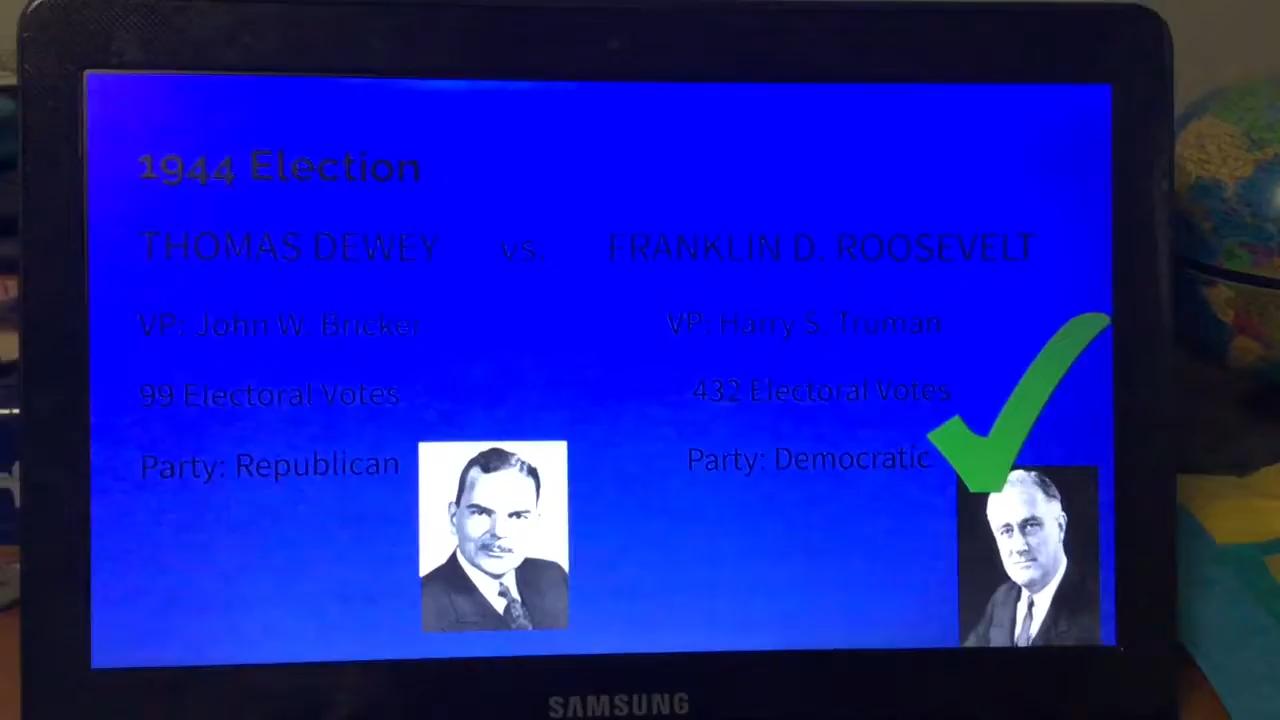 1944 Election
THOMAS DEWEY vs. FRANKLIN D. ROOSEVELT
VP: John W. Bricker VP: Harry S. Truman
99 Electoral Votes 432 Electoral Votes
Party: Republican Party: Democratic
SAMSUNG